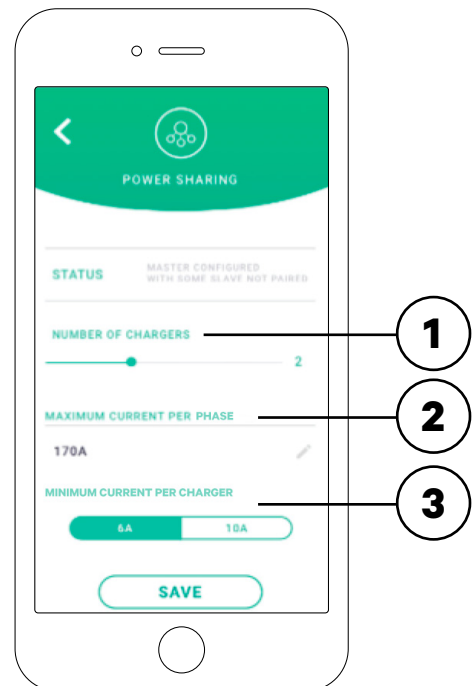 POWER SHARING
STATUS
MASTER CONFIGURED
WITH SOME SLAVE NOT PAIRED
NUMBER OF CHARGERS
1
2
MAXIMUM CURRENT PER PHASE
2
170A
MINIMUM CURRENT PER CHARGER
3
6A
10A
SAVE